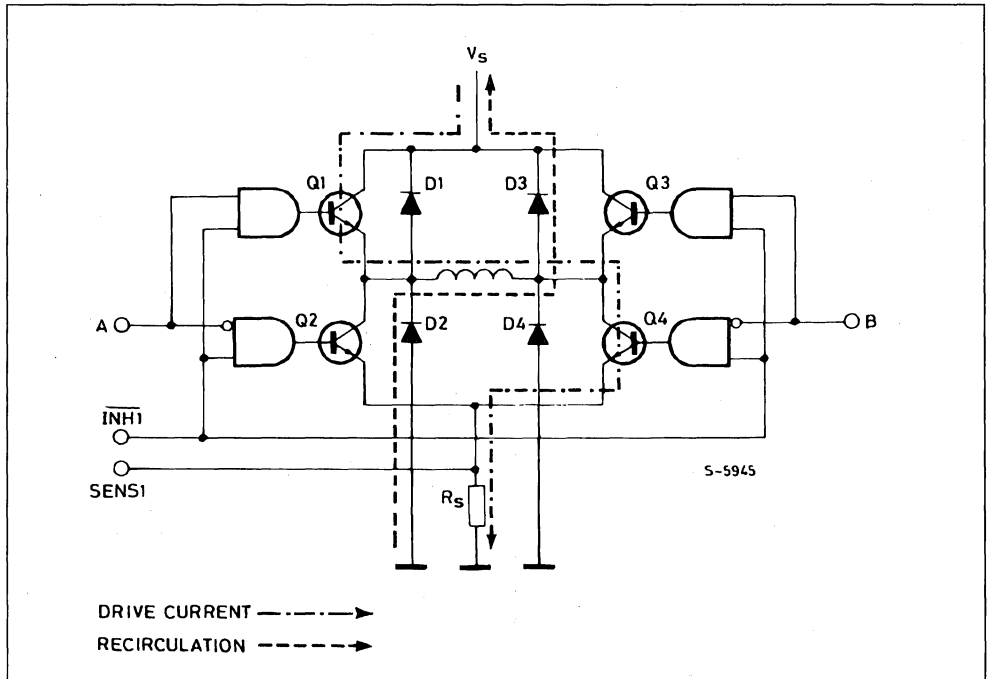 Vs
Q1
D1
D3
Q3
A
Q2
D2
D4
Q4
B
INH1
SENS1
Rs
S-5945
DRIVE CURRENT
RECIRCULATION